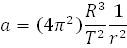 a = (4π²) R³/T² 1/r²